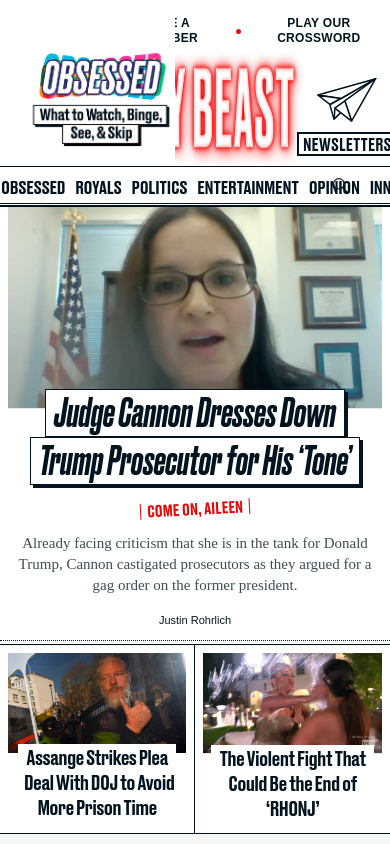 E A
BER
PLAY OUR
CROSSWORD
OBSESSED
What to Watch, Binge,
See, & Skip
Y BEAST
NEWSLETTERS
OBSESSED ROYALS POLITICS ENTERTAINMENT OPINION INN
Judge Cannon Dresses Down
Trump Prosecutor for His ‘Tone’
COME ON, AILEEN
Already facing criticism that she is in the tank for Donald
Trump, Cannon castigated prosecutors as they argued for a
gag order on the former president.
Justin Rohrlich
Assange Strikes Plea
Deal With DOJ to Avoid
More Prison Time
The Violent Fight That
Could Be the End of
‘RHONJ’